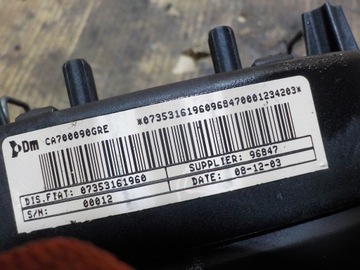 Dm CA700090GRE *07353161960968470001234203*
DIS.FIAT: 07353161960 SUPPLIER: 96847
S/N: 00012 DATE: 08-12-03